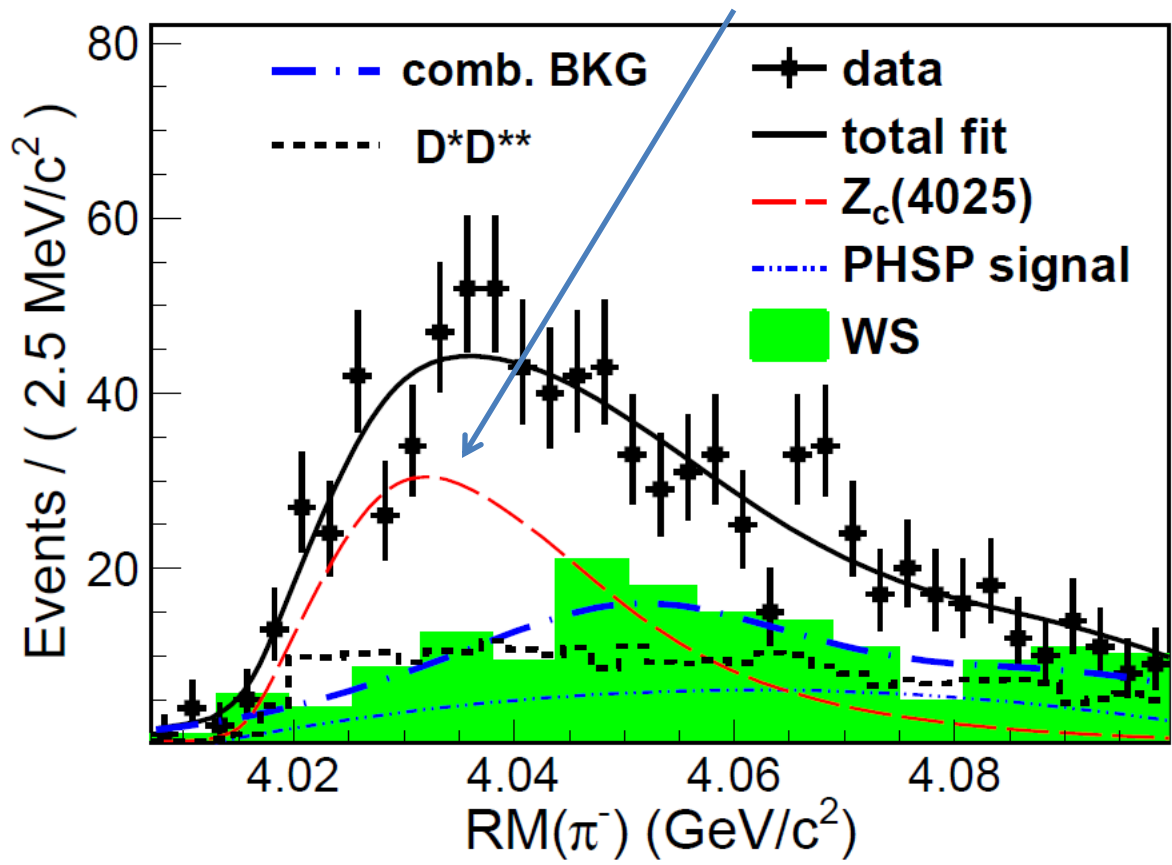 80
60
40
20
Events / ( 2.5 MeV/c²)
comb. BKG
D*D**
data
total fit
Zc(4025)
PHSP signal
WS
4.02
4.04
4.06
4.08
RM(π⁻) (GeV/c²)